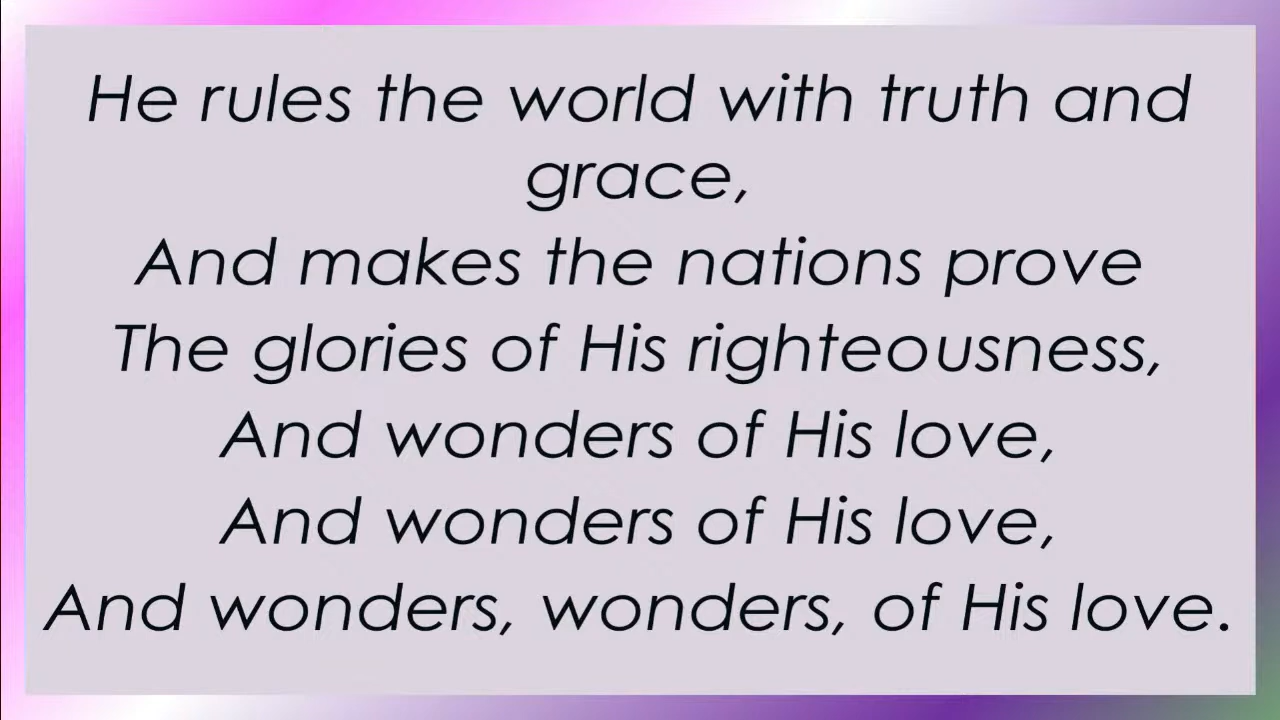 He rules the world with truth and
grace,
And makes the nations prove
The glories of His righteousness,
And wonders of His love,
And wonders of His love,
And wonders, wonders, of His love.